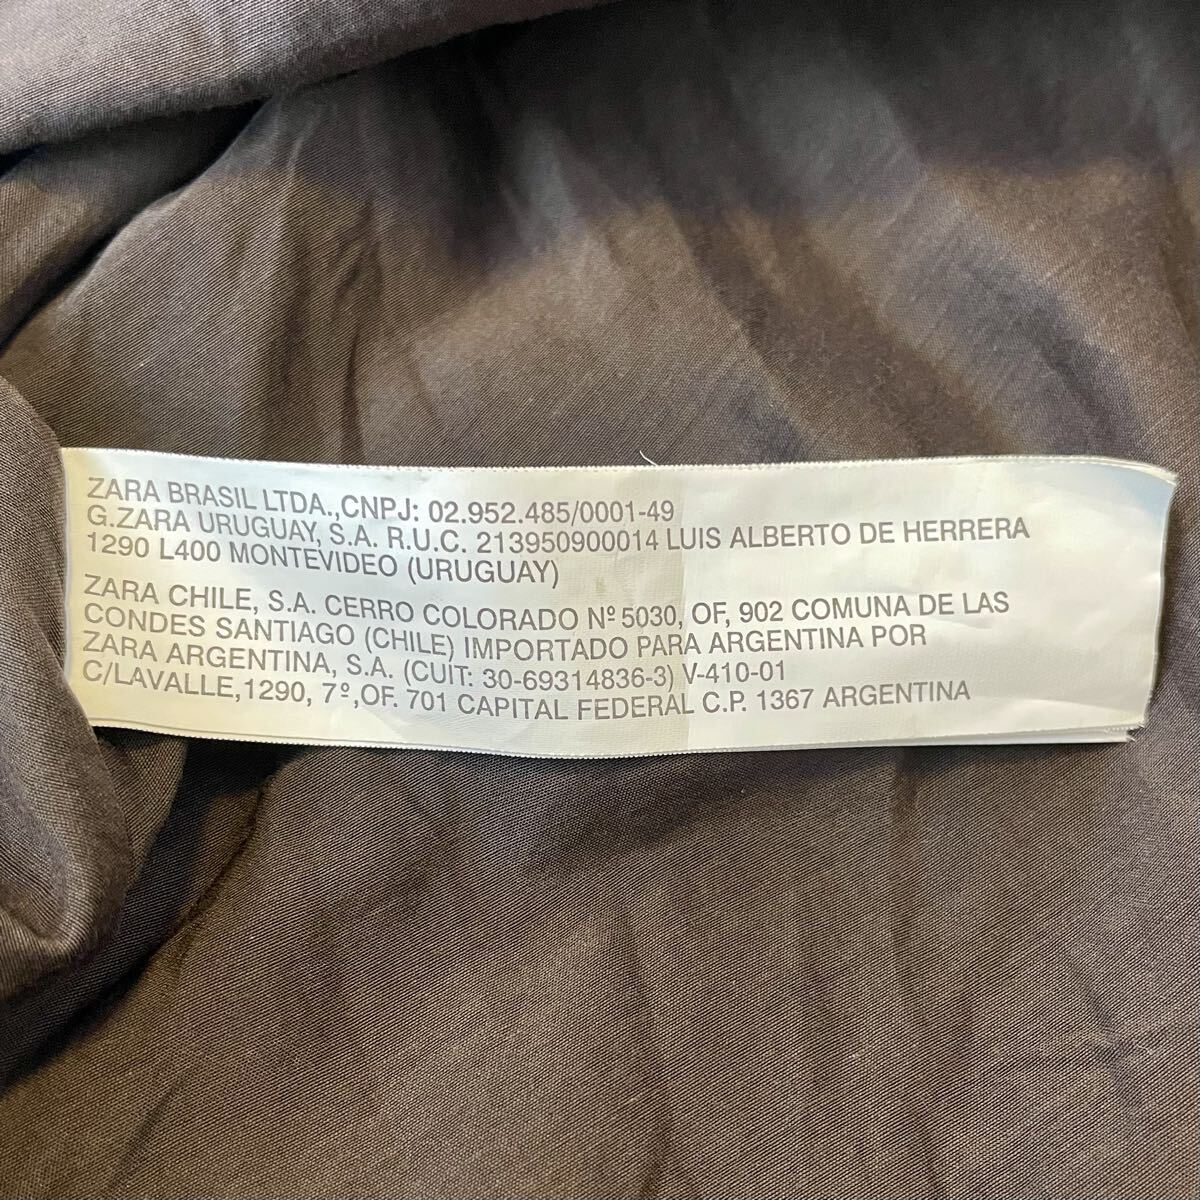 ZARA BRASIL LTDA.,CNPJ: 02.952.485/0001-49
G.ZARA URUGUAY, S.A. R.U.C. 213950900014 LUIS ALBERTO DE HERRERA
1290 L400 MONTEVIDEO (URUGUAY)
ZARA CHILE, S.A. CERRO COLORADO Nº 5030, OF, 902 COMUNA DE LAS
CONDES SANTIAGO (CHILE) IMPORTADO PARA ARGENTINA POR
ZARA ARGENTINA, S.A. (CUIT: 30-69314836-3) V-410-01
C/LAVALLE,1290, 7º,OF. 701 CAPITAL FEDERAL C.P. 1367 ARGENTINA